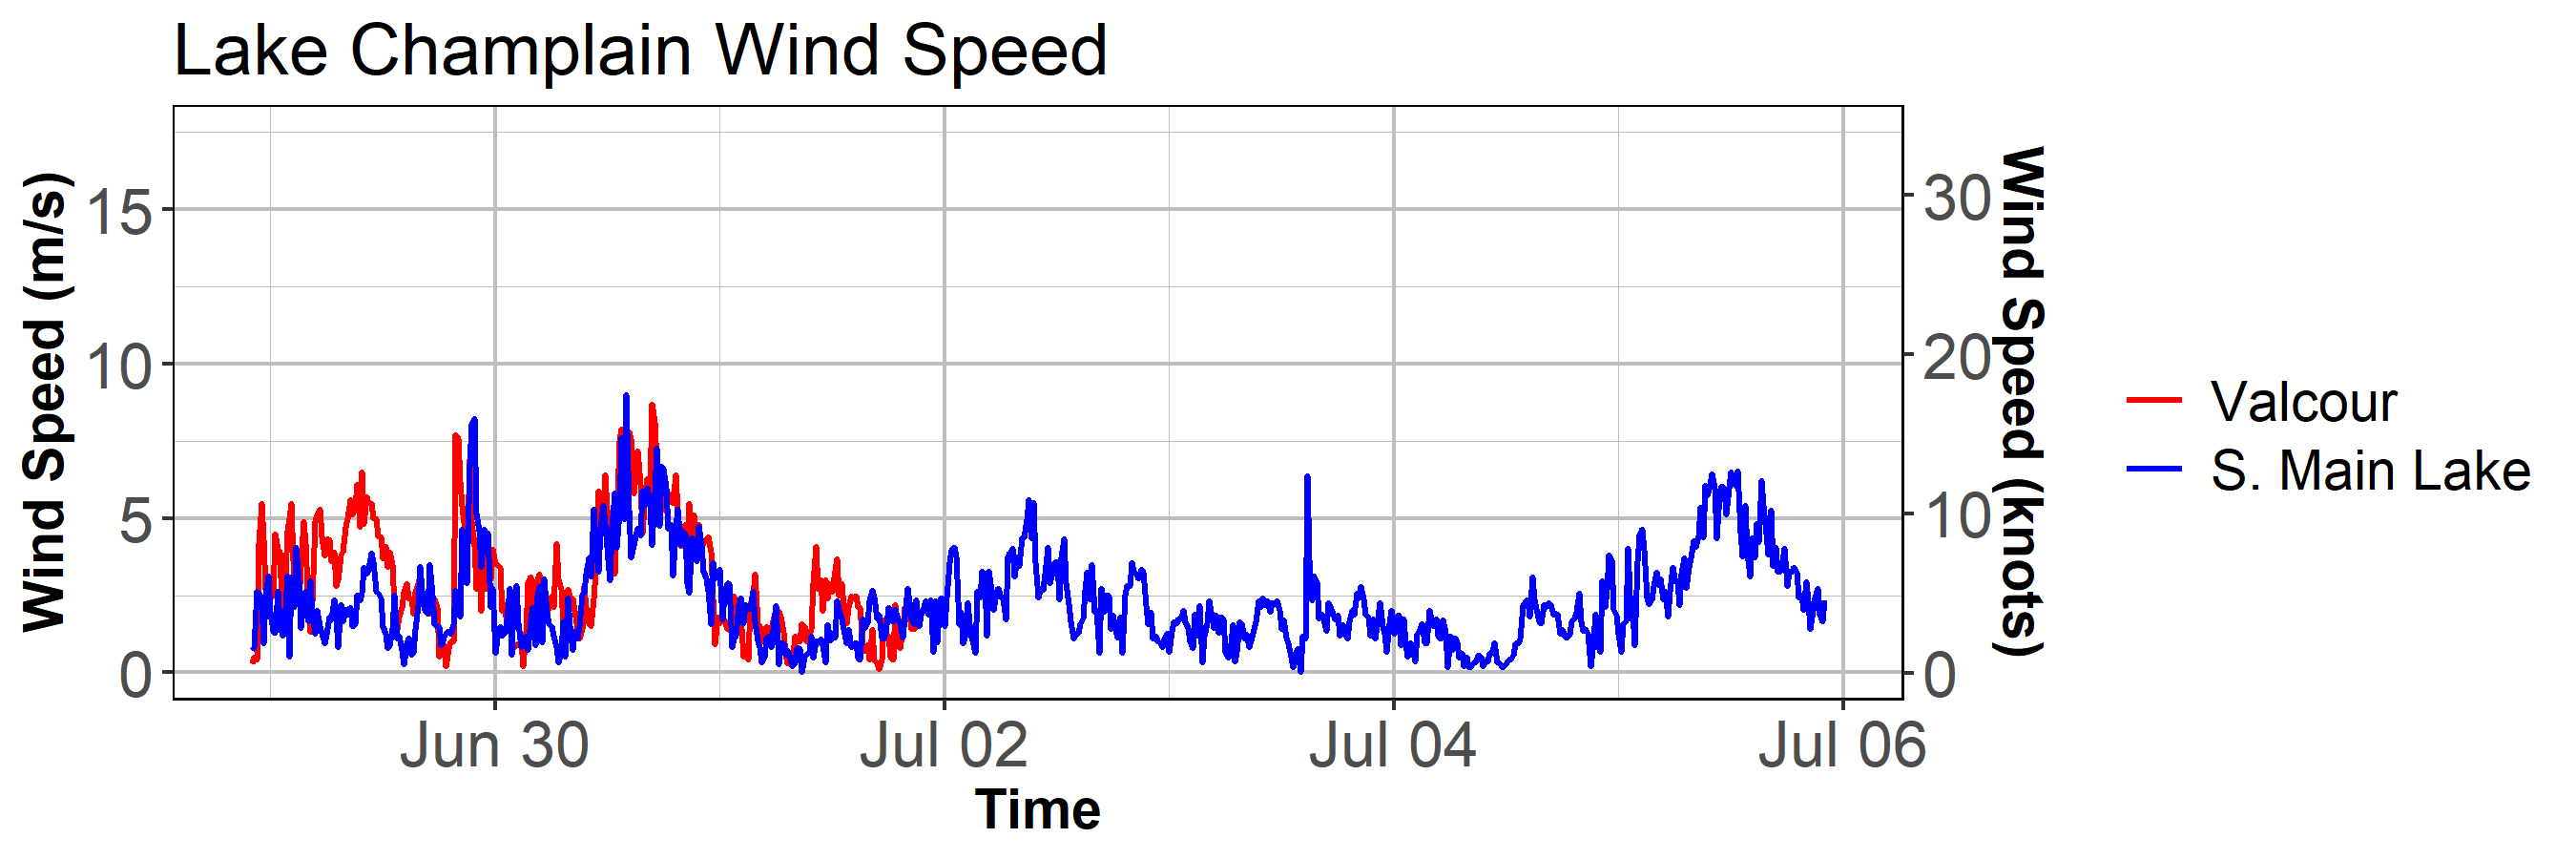 Lake Champlain Wind Speed
Wind Speed (m/s)
15
10
5
0
30
20
10
0
Wind Speed (knots)
Jun 30
Jul 02
Jul 04
Jul 06
Time
Valcour
S. Main Lake